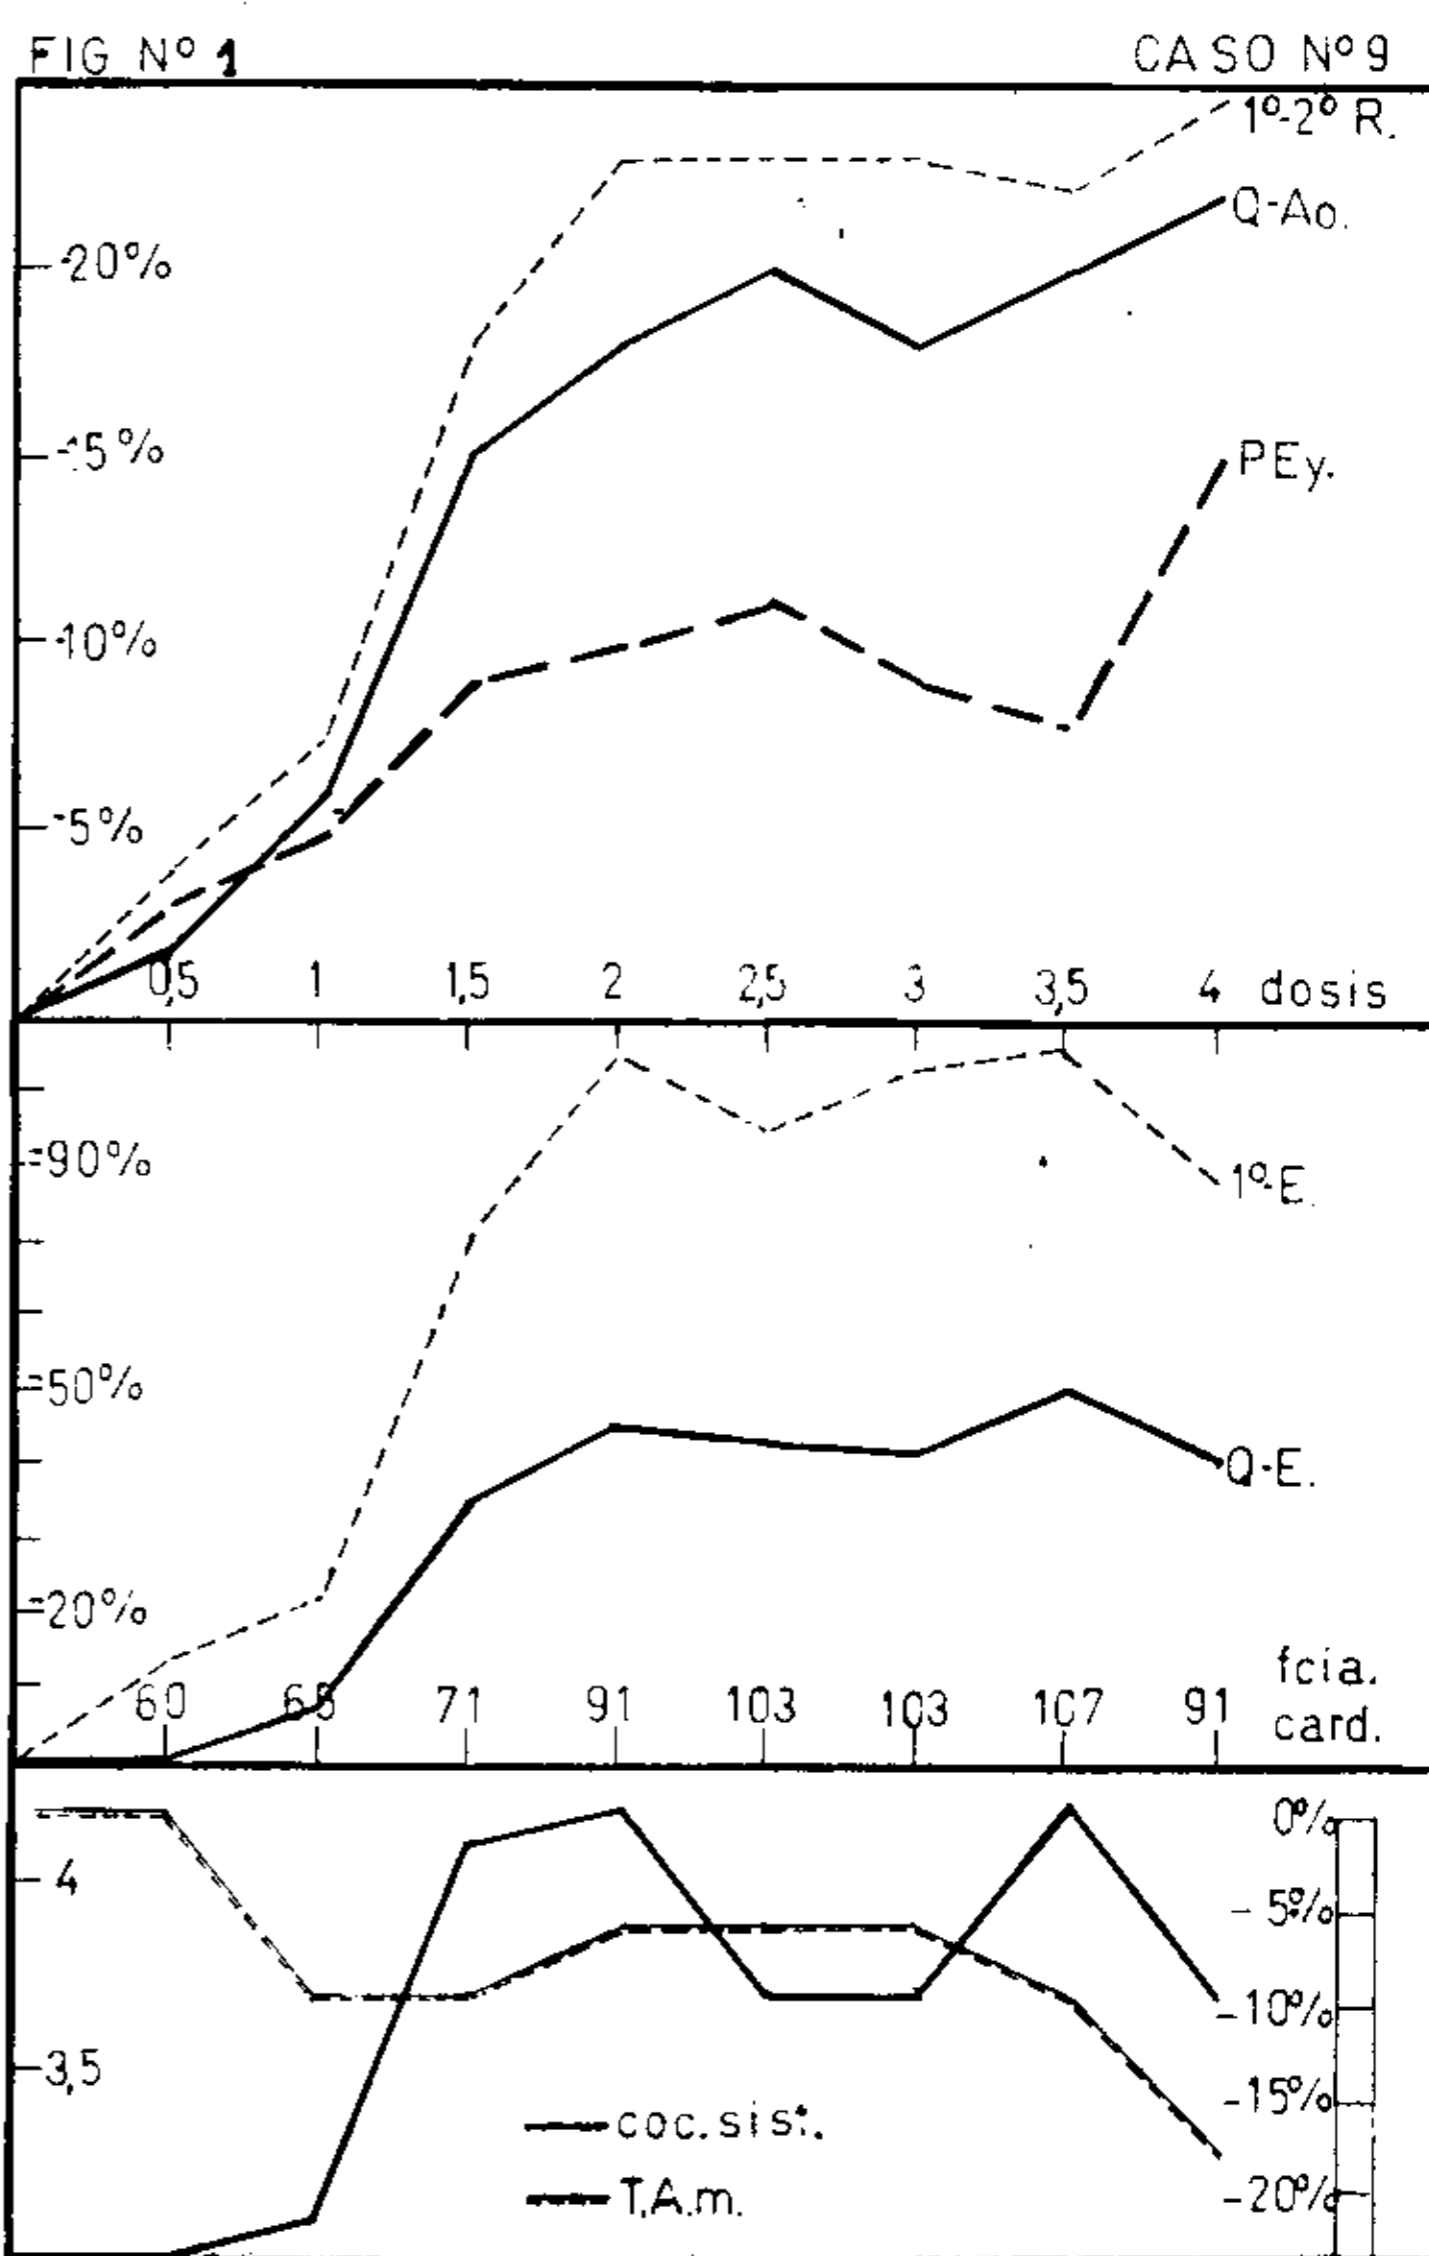 FIG Nº 1 CASO Nº 9
1º-2º R.
Q-Ao.
-20%
-15%
PEy.
-10%
-5%
0,5 1 1,5 2 2,5 3 3,5 4 dosis
-90%
1º-E.
-50%
Q-E.
-20%
fcia.
60 65 71 91 103 103 107 91
card.
0%
4
-5%
-10%
3,5
-15%
coc. sist.
T.A.m.
-20%